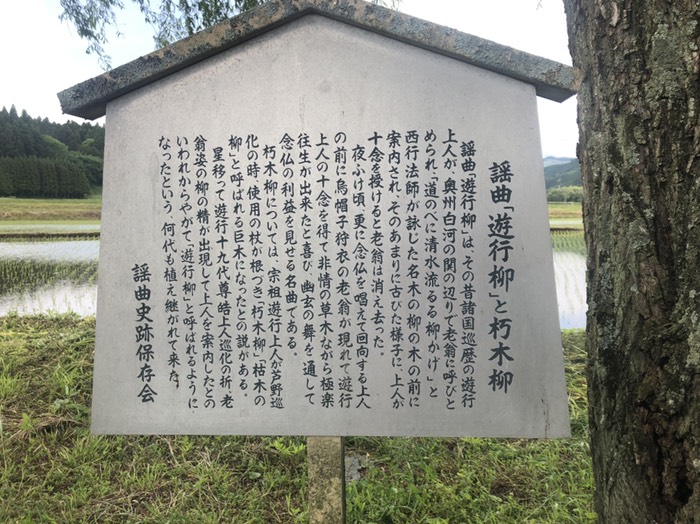 謡曲「遊行柳」と朽木柳
謡曲「遊行柳」は、その昔諸国巡歴の遊行
上人が、奥州白河の関の辺りで老翁に呼びと
められ、「道のべに清水流るる柳かげ」と
西行法師が詠じた名木の柳の木の前に
案内され、そのあまりに古びた様子に、上人が
十念を授けると老翁は消え去った。
夜ふけ頃、更に念仏を唱えて回向する上人
の前に烏帽子狩衣の老翁が現れて遊行
上人の十念を得て非情の草木ながら極楽
往生が出来たと喜び、幽玄の舞を通して
念仏の利益を見せる名曲である。
朽木柳については、宗祖遊行上人が芦野巡
化の時、使用の杖が根づき「朽木柳」「枯木の
柳」と呼ばれる巨木になったとの説がある。
星移って遊行十九代尊皓上人巡化の折、老
翁姿の柳の精が出現して上人を案内したとの
いわれからやがて、「遊行柳」と呼ばれるように
なったという、何代も植え継がれて来た。
謡曲史跡保存会